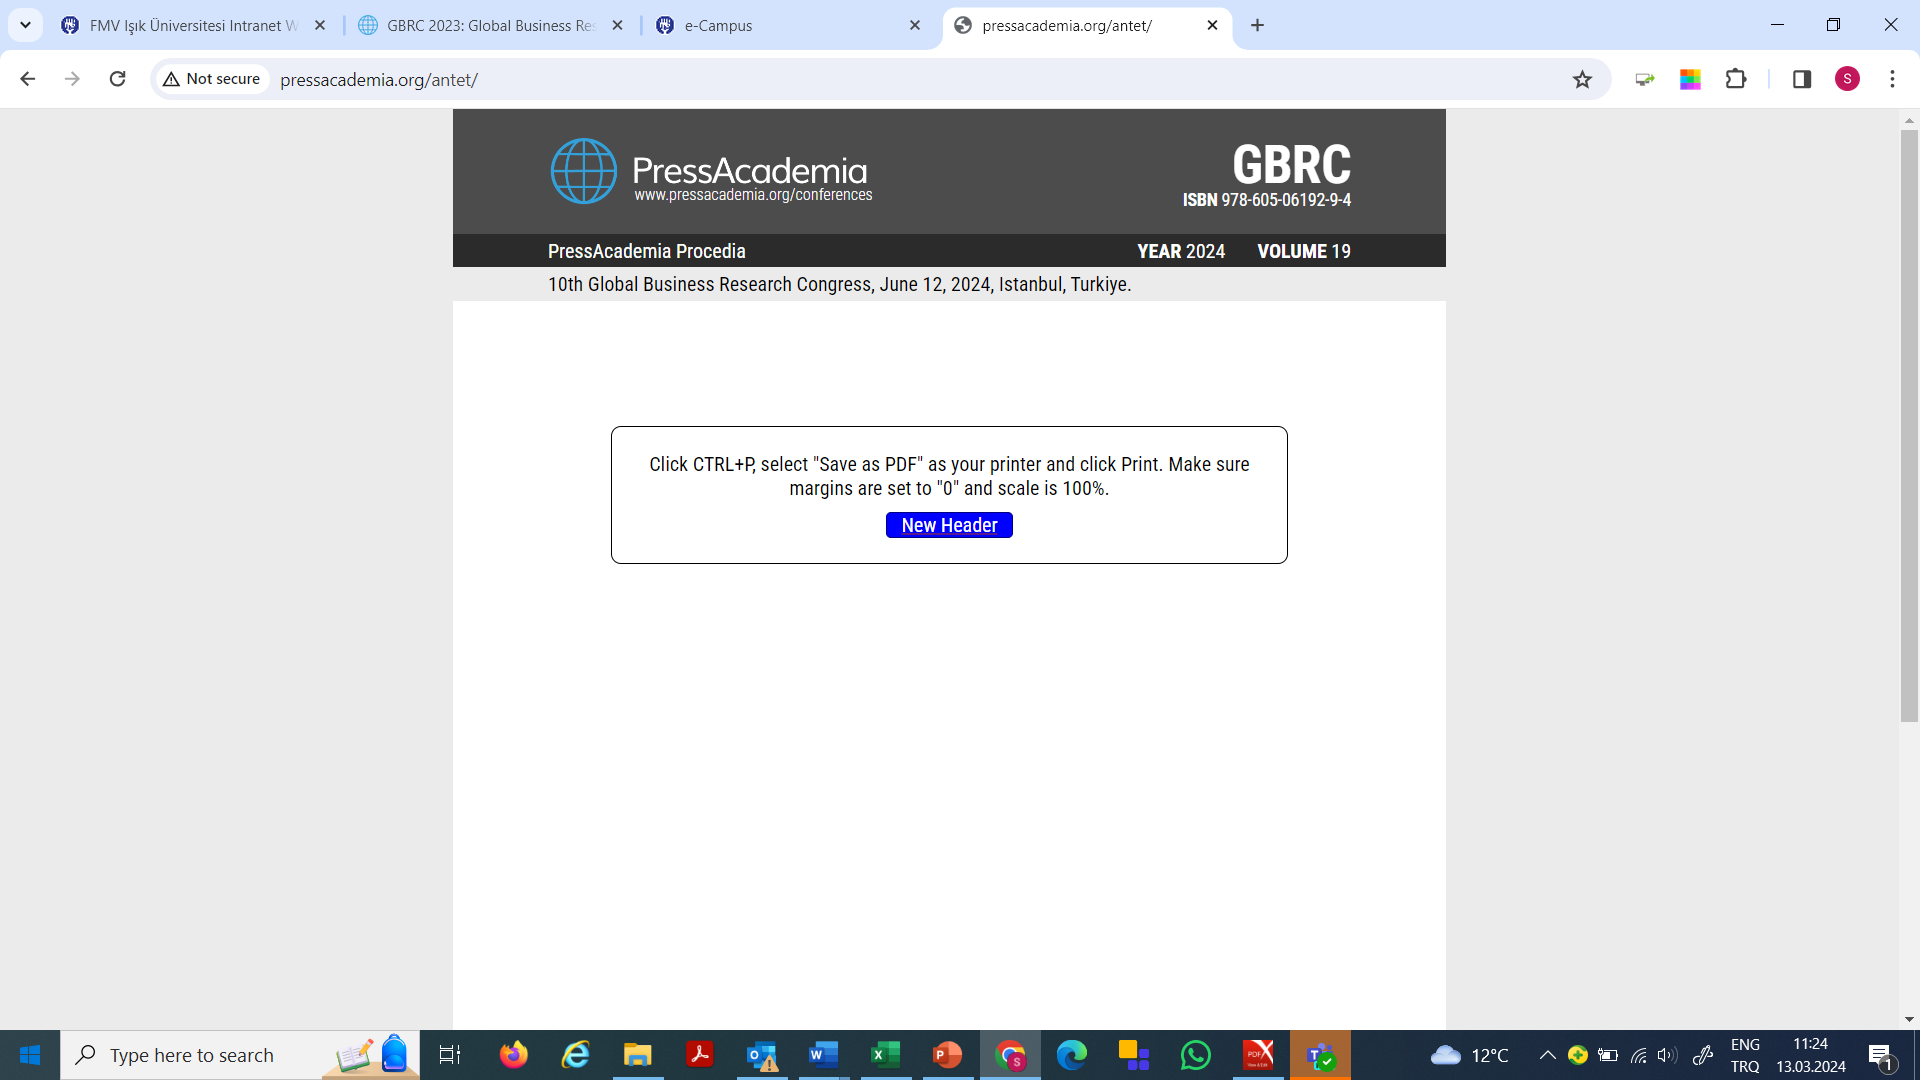 FMV Işık Üniversitesi Intranet W
GBRC 2023: Global Business Res
e-Campus
pressacademia.org/antet/
Not secure
pressacademia.org/antet/
S
PressAcademia
www.pressacademia.org/conferences
GBRC
ISBN 978-605-06192-9-4
PressAcademia Procedia
YEAR 2024 VOLUME 19
10th Global Business Research Congress, June 12, 2024, Istanbul, Turkiye.
Click CTRL+P, select "Save as PDF" as your printer and click Print. Make sure
margins are set to "0" and scale is 100%.
New Header
Type here to search
12°C
ENG
TRQ
11:24
13.03.2024
1